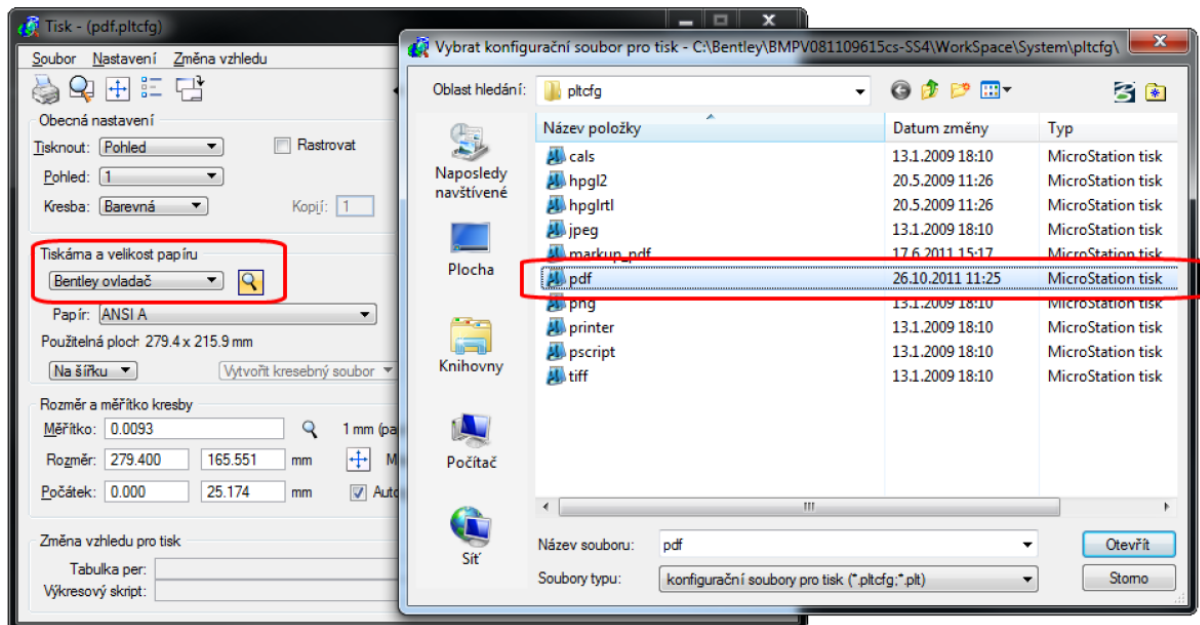 Tisk - (pdf.pltcfg)
Soubor Nastavení Změna vzhledu
Obecná nastavení
Tisknout: Pohled
Rastrovat
Pohled: 1
Kresba: Barevná
Kopií: 1
Tiskárna a velikost papíru
Bentley ovladač
Papír: ANSI A
Použitelná ploch 279.4 x 215.9 mm
Na šířku
Vytvořit kresebný soubor
Rozměr a měřítko kresby
Měřítko: 0.0093
1 mm (pa
Rozměr: 279.400 165.551 mm
M
Počátek: 0.000 25.174 mm
Auto
Změna vzhledu pro tisk
Tabulka per:
Výkresový skript:
Vybrat konfigurační soubor pro tisk - C:\Bentley\BMPV081109615cs-SS4\WorkSpace\System\pltcfg\
Oblast hledání: pltcfg
Naposledy navštívené
Plocha
Knihovny
Počítač
Síť
Název položky Datum změny Typ
cals 13.1.2009 18:10 MicroStation tisk
hpgl2 20.5.2009 11:26 MicroStation tisk
hpglrtl 20.5.2009 11:26 MicroStation tisk
jpeg 13.1.2009 18:10 MicroStation tisk
markup_pdf 17.6.2011 15:17 MicroStation tisk
pdf 26.10.2011 11:25 MicroStation tisk
png 13.1.2009 18:10 MicroStation tisk
printer 13.1.2009 18:10 MicroStation tisk
pscript 13.1.2009 18:10 MicroStation tisk
tiff 13.1.2009 18:10 MicroStation tisk
Název souboru: pdf
Otevřít
Soubory typu: konfigurační soubory pro tisk (*.pltcfg;*.plt)
Storno